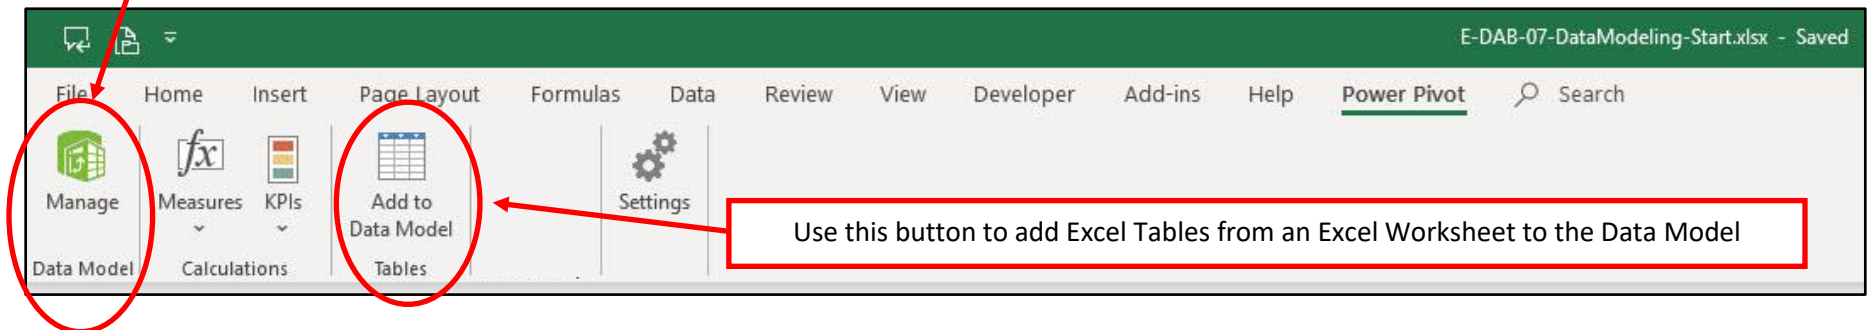 E-DAB-07-DataModeling-Start.xlsx - Saved
File Home Insert Page Layout Formulas Data Review View Developer Add-ins Help Power Pivot Search
fx
Manage Measures KPIs Add to Data Model Settings
Use this button to add Excel Tables from an Excel Worksheet to the Data Model
Data Model Calculations Tables